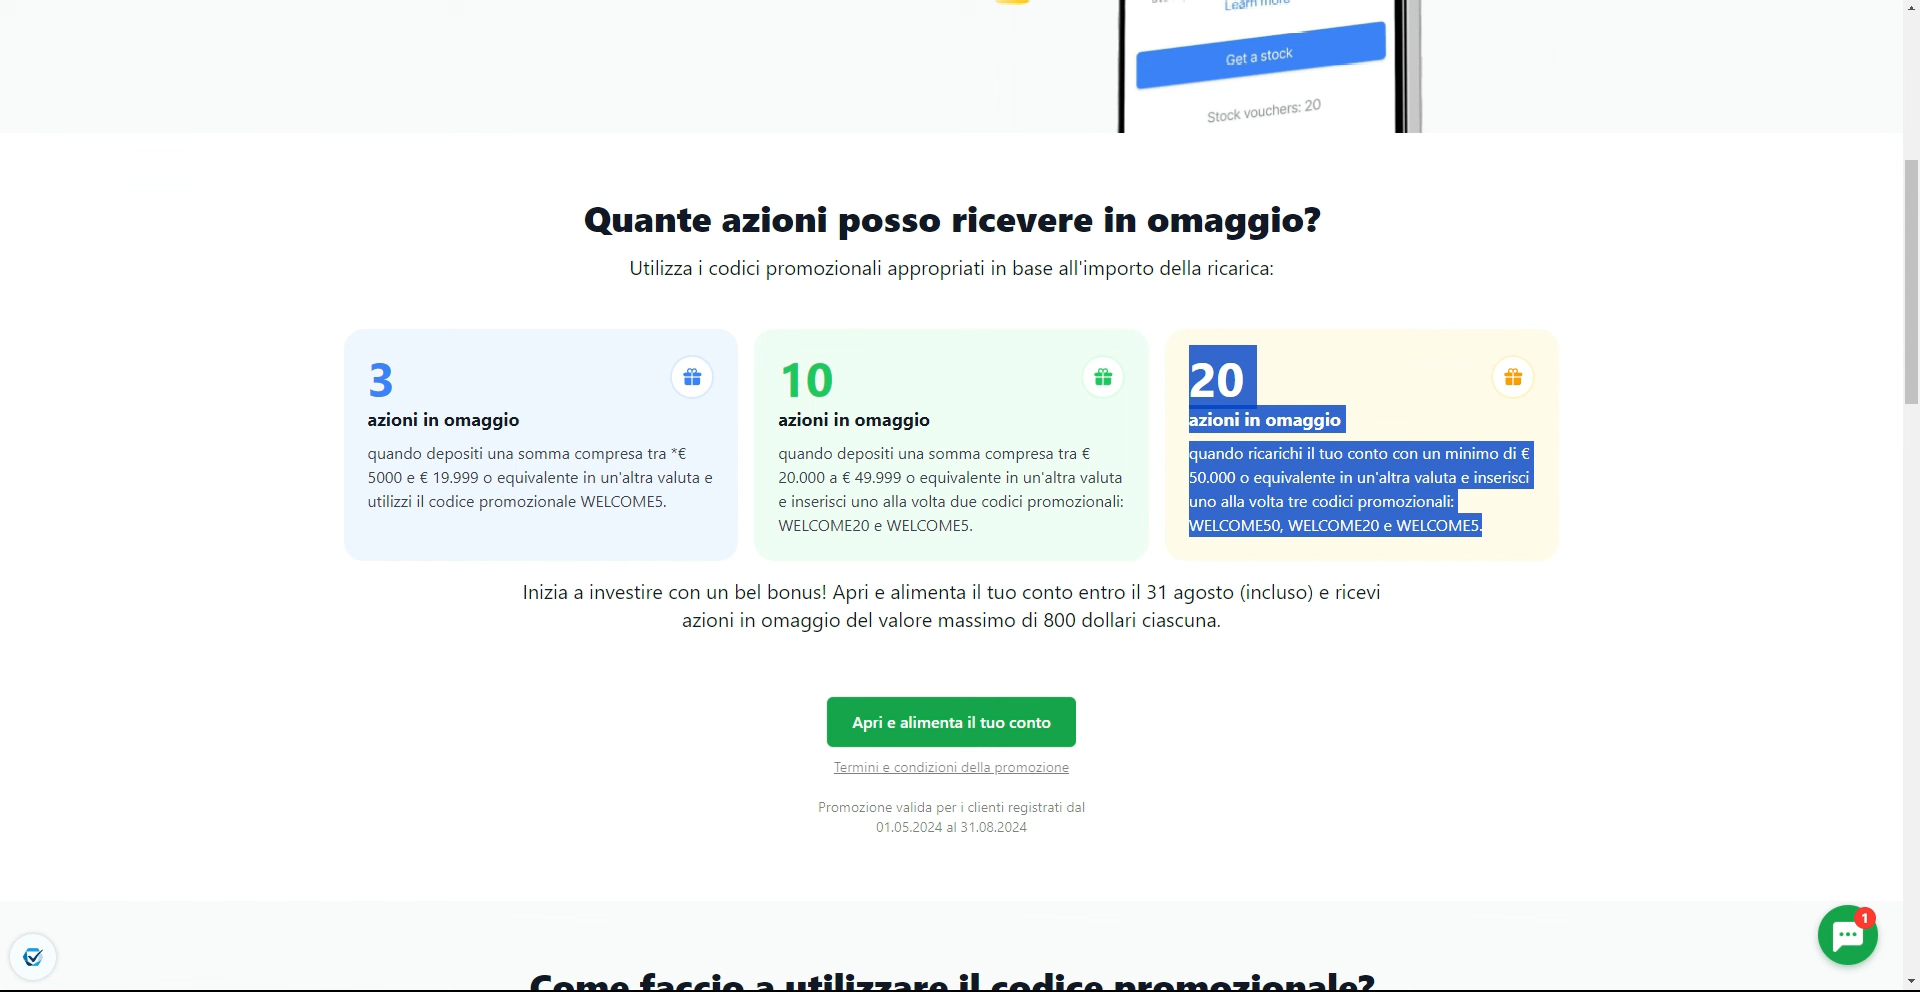 Learn more
Get a stock
Stock vouchers: 20
Quante azioni posso ricevere in omaggio?
Utilizza i codici promozionali appropriati in base all'importo della ricarica:
3
azioni in omaggio
quando depositi una somma compresa tra *€
5000 e € 19.999 o equivalente in un'altra valuta e
utilizzi il codice promozionale WELCOME5.
10
azioni in omaggio
quando depositi una somma compresa tra €
20.000 a € 49.999 o equivalente in un'altra valuta
e inserisci uno alla volta due codici promozionali:
WELCOME20 e WELCOME5.
20
azioni in omaggio
quando ricarichi il tuo conto con un minimo di €
50.000 o equivalente in un'altra valuta e inserisci
uno alla volta tre codici promozionali:
WELCOME50, WELCOME20 e WELCOME5.
Inizia a investire con un bel bonus! Apri e alimenta il tuo conto entro il 31 agosto (incluso) e ricevi
azioni in omaggio del valore massimo di 800 dollari ciascuna.
Apri e alimenta il tuo conto
Termini e condizioni della promozione
Promozione valida per i clienti registrati dal
01.05.2024 al 31.08.2024
1
Come faccio a utilizzare il codice promozionale?